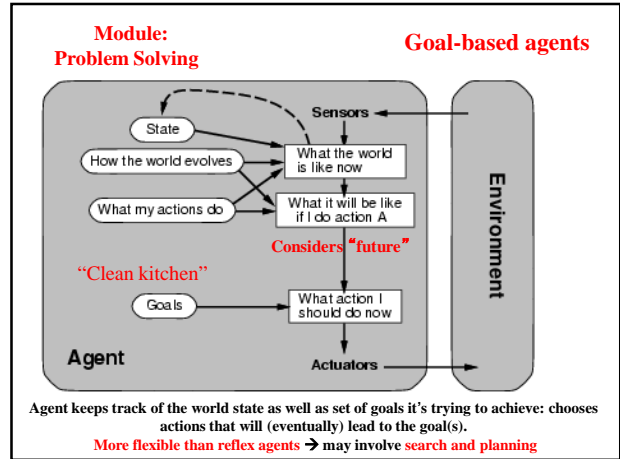 Module:
Problem Solving
Goal-based agents
Sensors
State
How the world evolves
What the world
is like now
What my actions do
What it will be like
if I do action A
Considers “future”
“Clean kitchen”
Goals
What action I
should do now
Agent
Actuators
Environment
Agent keeps track of the world state as well as set of goals it’s trying to achieve: chooses
actions that will (eventually) lead to the goal(s).
More flexible than reflex agents → may involve search and planning